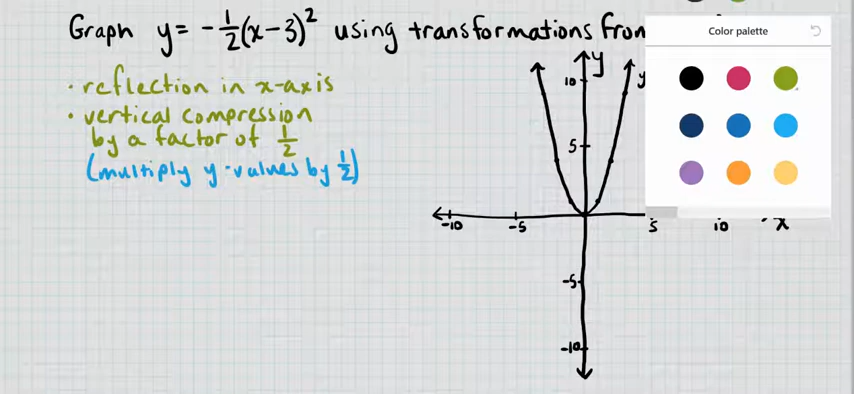 Graph y = -1/2(x-3)² using transformations from
Color palette
• reflection in x-axis
• vertical compression
by a factor of 1/2
(multiply y-values by 1/2)
y
10
y
5
-10
-5
5
10
x
-5
-10